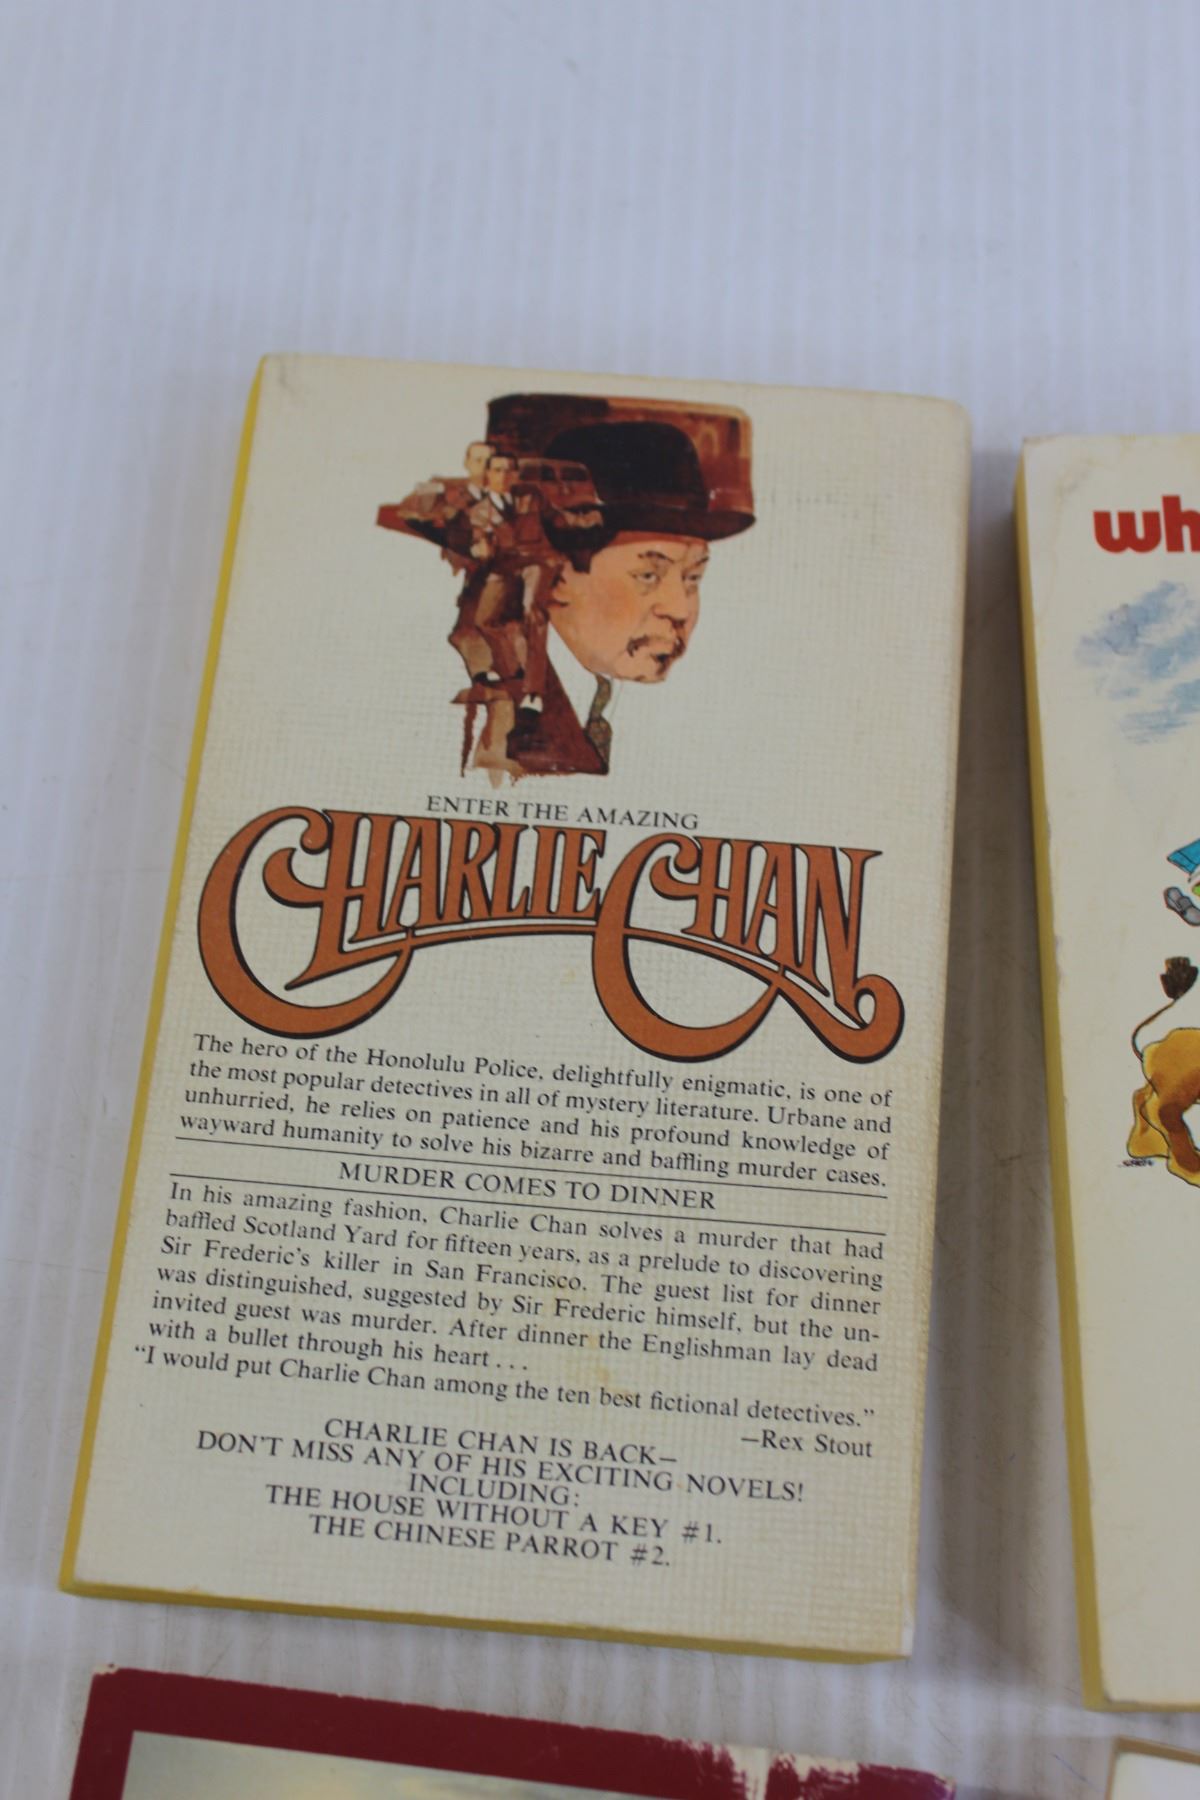 ENTER THE AMAZING
CHARLIE CHAN
The hero of the Honolulu Police, delightfully enigmatic, is one of
the most popular detectives in all of mystery literature. Urbane and
unhurried, he relies on patience and his profound knowledge of
wayward humanity to solve his bizarre and baffling murder cases.
MURDER COMES TO DINNER
In his amazing fashion, Charlie Chan solves a murder that had
baffled Scotland Yard for fifteen years, as a prelude to discovering
Sir Frederic's killer in San Francisco. The guest list for dinner
was distinguished, suggested by Sir Frederic himself, but the un-
invited guest was murder. After dinner the Englishman lay dead
with a bullet through his heart . . .
“I would put Charlie Chan among the ten best fictional detectives.”
—Rex Stout
CHARLIE CHAN IS BACK—
DON'T MISS ANY OF HIS EXCITING NOVELS!
INCLUDING:
THE HOUSE WITHOUT A KEY #1.
THE CHINESE PARROT #2.
wh